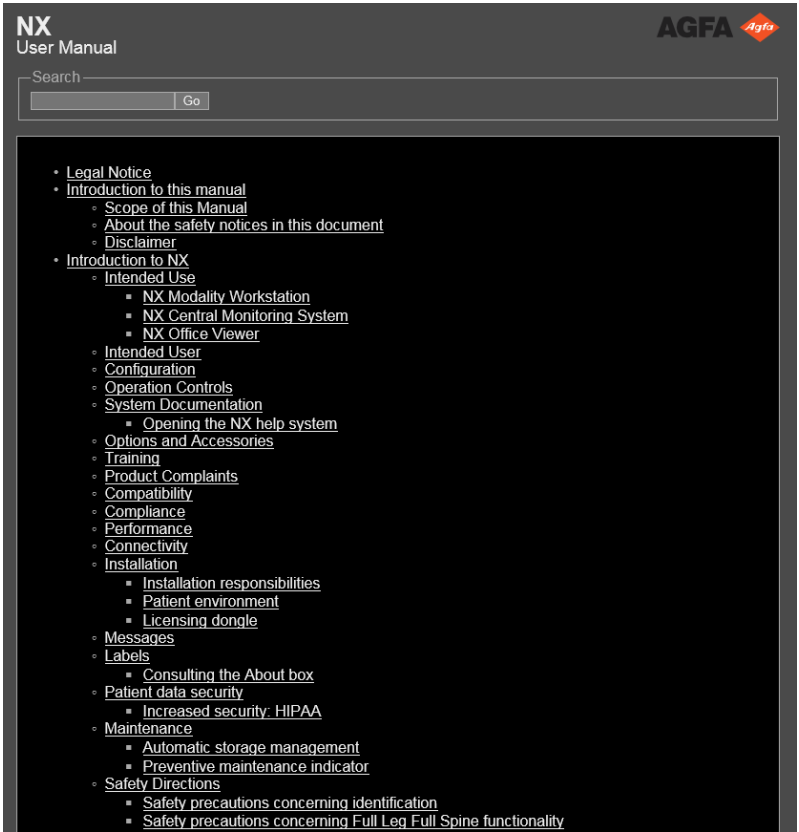 NX
AGFA Agfa
User Manual
Search
Go
• Legal Notice
• Introduction to this manual
◦ Scope of this Manual
◦ About the safety notices in this document
◦ Disclaimer
• Introduction to NX
◦ Intended Use
▪ NX Modality Workstation
▪ NX Central Monitoring System
▪ NX Office Viewer
◦ Intended User
◦ Configuration
◦ Operation Controls
◦ System Documentation
▪ Opening the NX help system
◦ Options and Accessories
◦ Training
◦ Product Complaints
◦ Compatibility
◦ Compliance
◦ Performance
◦ Connectivity
◦ Installation
▪ Installation responsibilities
▪ Patient environment
▪ Licensing dongle
◦ Messages
◦ Labels
▪ Consulting the About box
◦ Patient data security
▪ Increased security: HIPAA
◦ Maintenance
▪ Automatic storage management
▪ Preventive maintenance indicator
◦ Safety Directions
▪ Safety precautions concerning identification
▪ Safety precautions concerning Full Leg Full Spine functionality